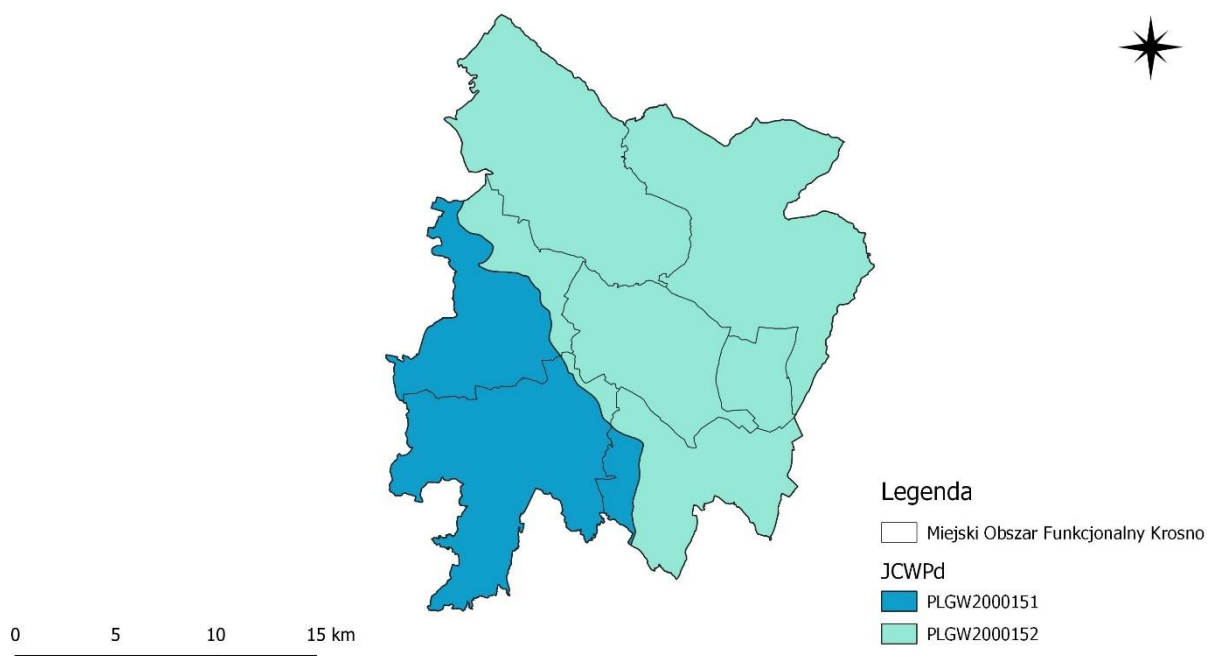 Legenda
Miejski Obszar Funkcjonalny Krosno
JCWPd
PLGW2000151
PLGW2000152
0 5 10 15 km